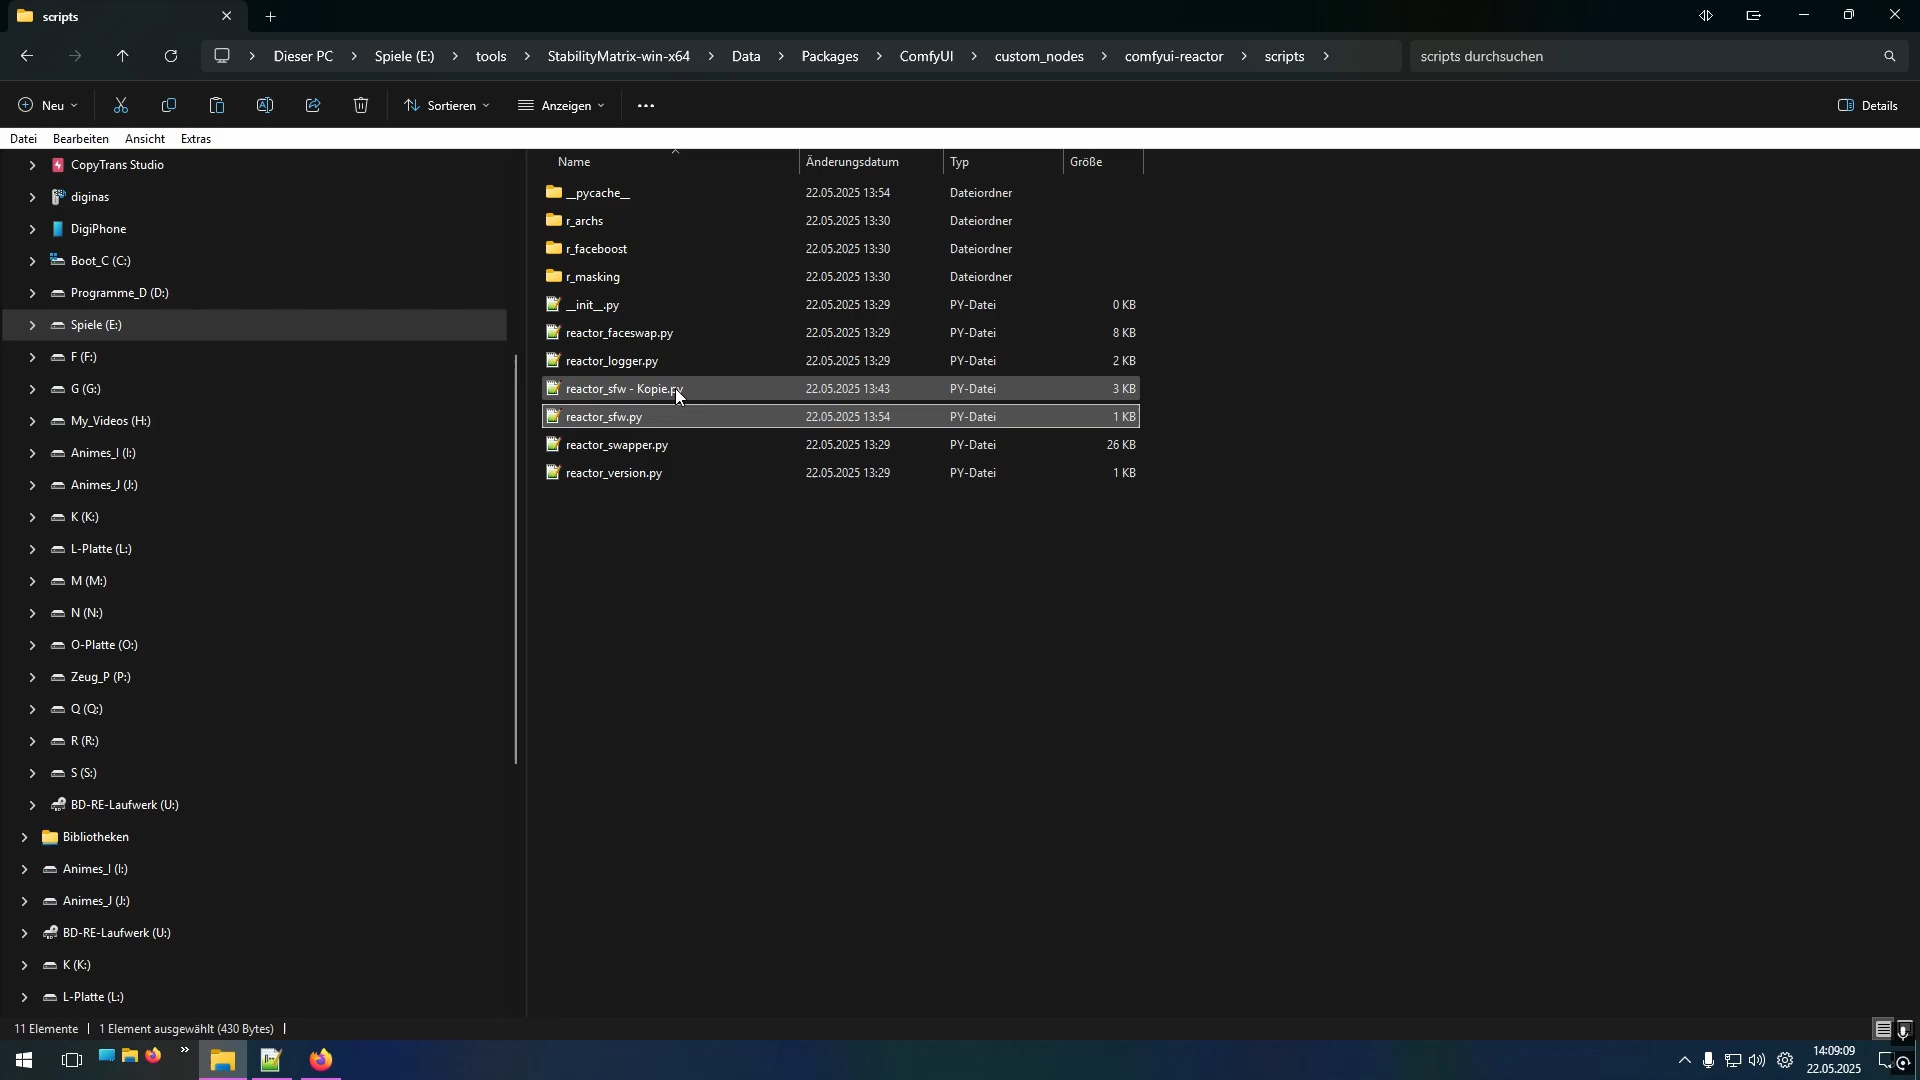 scripts
Dieser PC > Spiele (E:) > tools > StabilityMatrix-win-x64 > Data > Packages > ComfyUI > custom_nodes > comfyui-reactor > scripts >
scripts durchsuchen
Neu
Sortieren
Anzeigen
Details
Datei Bearbeiten Ansicht Extras
CopyTrans Studio
diginas
DigiPhone
Boot_C (C:)
Programme_D (D:)
Spiele (E:)
F (F:)
G (G:)
My_Videos (H:)
Animes_I (I:)
Animes_J (J:)
K (K:)
L-Platte (L:)
M (M:)
N (N:)
O-Platte (O:)
Zeug_P (P:)
Q (Q:)
R (R:)
S (S:)
BD-RE-Laufwerk (U:)
Bibliotheken
Animes_I (I:)
Animes_J (J:)
BD-RE-Laufwerk (U:)
K (K:)
L-Platte (L:)
Name Änderungsdatum Typ Größe
__pycache__ 22.05.2025 13:54 Dateiordner
r_archs 22.05.2025 13:30 Dateiordner
r_faceboost 22.05.2025 13:30 Dateiordner
r_masking 22.05.2025 13:30 Dateiordner
__init__.py 22.05.2025 13:29 PY-Datei 0 KB
reactor_faceswap.py 22.05.2025 13:29 PY-Datei 8 KB
reactor_logger.py 22.05.2025 13:29 PY-Datei 2 KB
reactor_sfw - Kopie.py 22.05.2025 13:43 PY-Datei 3 KB
reactor_sfw.py 22.05.2025 13:54 PY-Datei 1 KB
reactor_swapper.py 22.05.2025 13:29 PY-Datei 26 KB
reactor_version.py 22.05.2025 13:29 PY-Datei 1 KB
11 Elemente | 1 Element ausgewählt (430 Bytes) |
14:09:09
22.05.2025